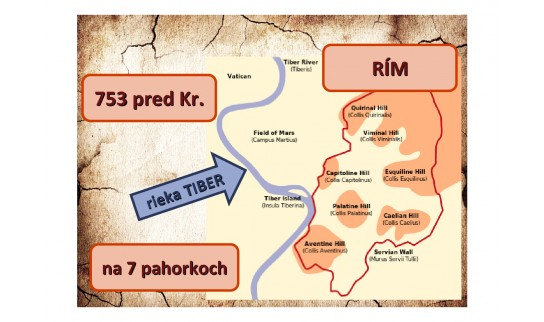 RÍM
753 pred Kr.
rieka TIBER
na 7 pahorkoch
Tiber River
(Tiberis)
Vatican
Quirinal Hill
(Collis Quirinalis)
Viminal Hill
(Collis Viminalis)
Field of Mars
(Campus Martius)
Capitoline Hill
(Collis Capitolinus)
Esquiline Hill
(Collis Esquilinus)
Tiber Island
(Insula Tiberina)
Palatine Hill
(Collis Palatinus)
Caelian Hill
(Collis Caelius)
Aventine Hill
(Collis Aventinus)
Servian Wall
(Murus Servii Tullii)